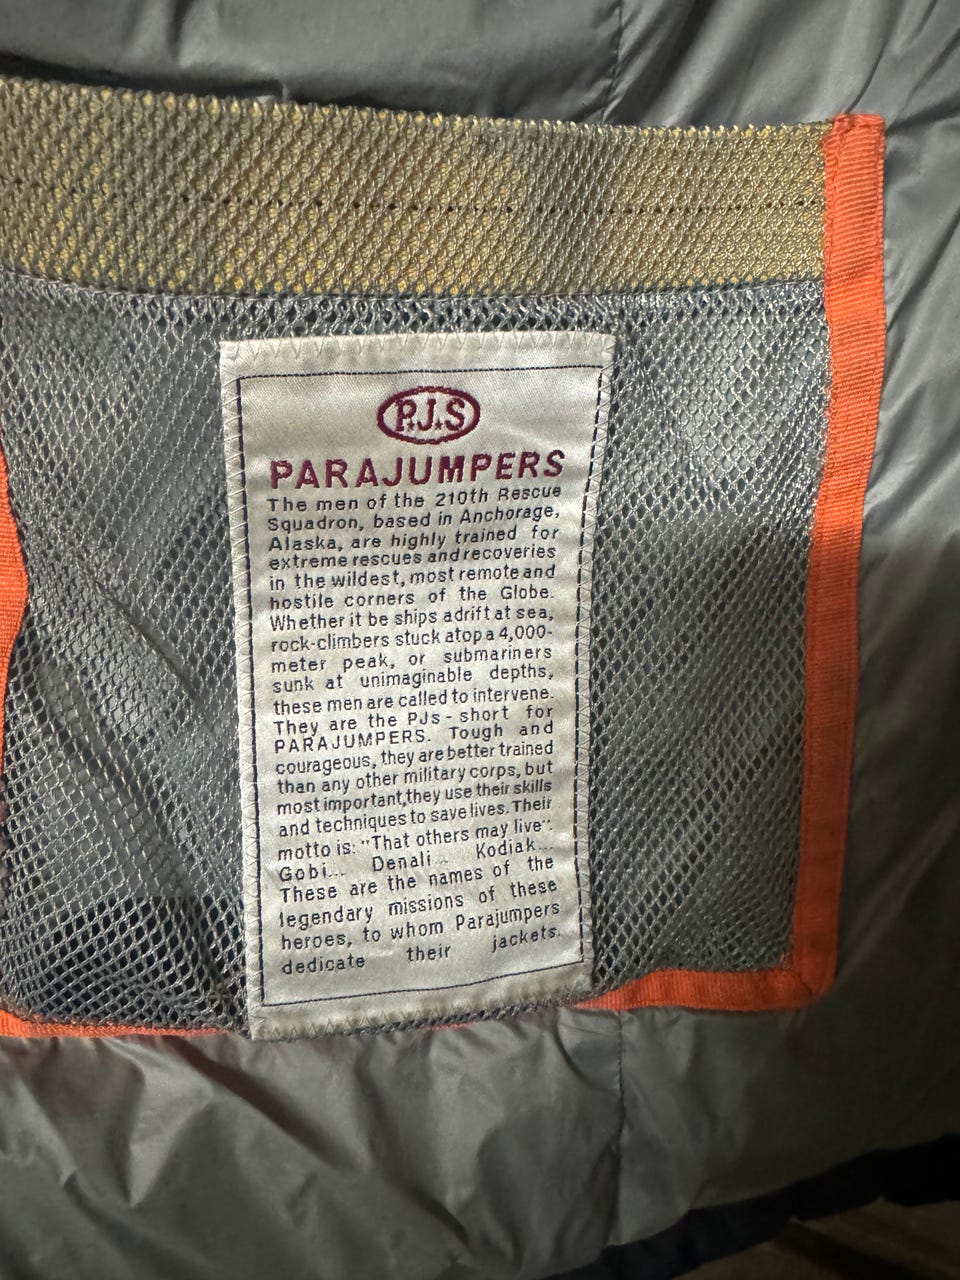 P.J.S
PARAJUMPERS
The men of the 210th Rescue
Squadron, based in Anchorage,
Alaska, are highly trained for
extreme rescues and recoveries
in the wildest, most remote and
hostile corners of the Globe.
Whether it be ships adrift at sea,
rock-climbers stuck atop a 4,000-
meter peak, or submariners
sunk at unimaginable depths,
these men are called to intervene.
They are the PJs - short for
PARAJUMPERS. Tough and
courageous, they are better trained
than any other military corps, but
most important,they use their skills
and techniques to save lives. Their
motto is: "That others may live".
Gobi... Denali... Kodiak...
These are the names of the
legendary missions of these
heroes, to whom Parajumpers
dedicate their jackets.